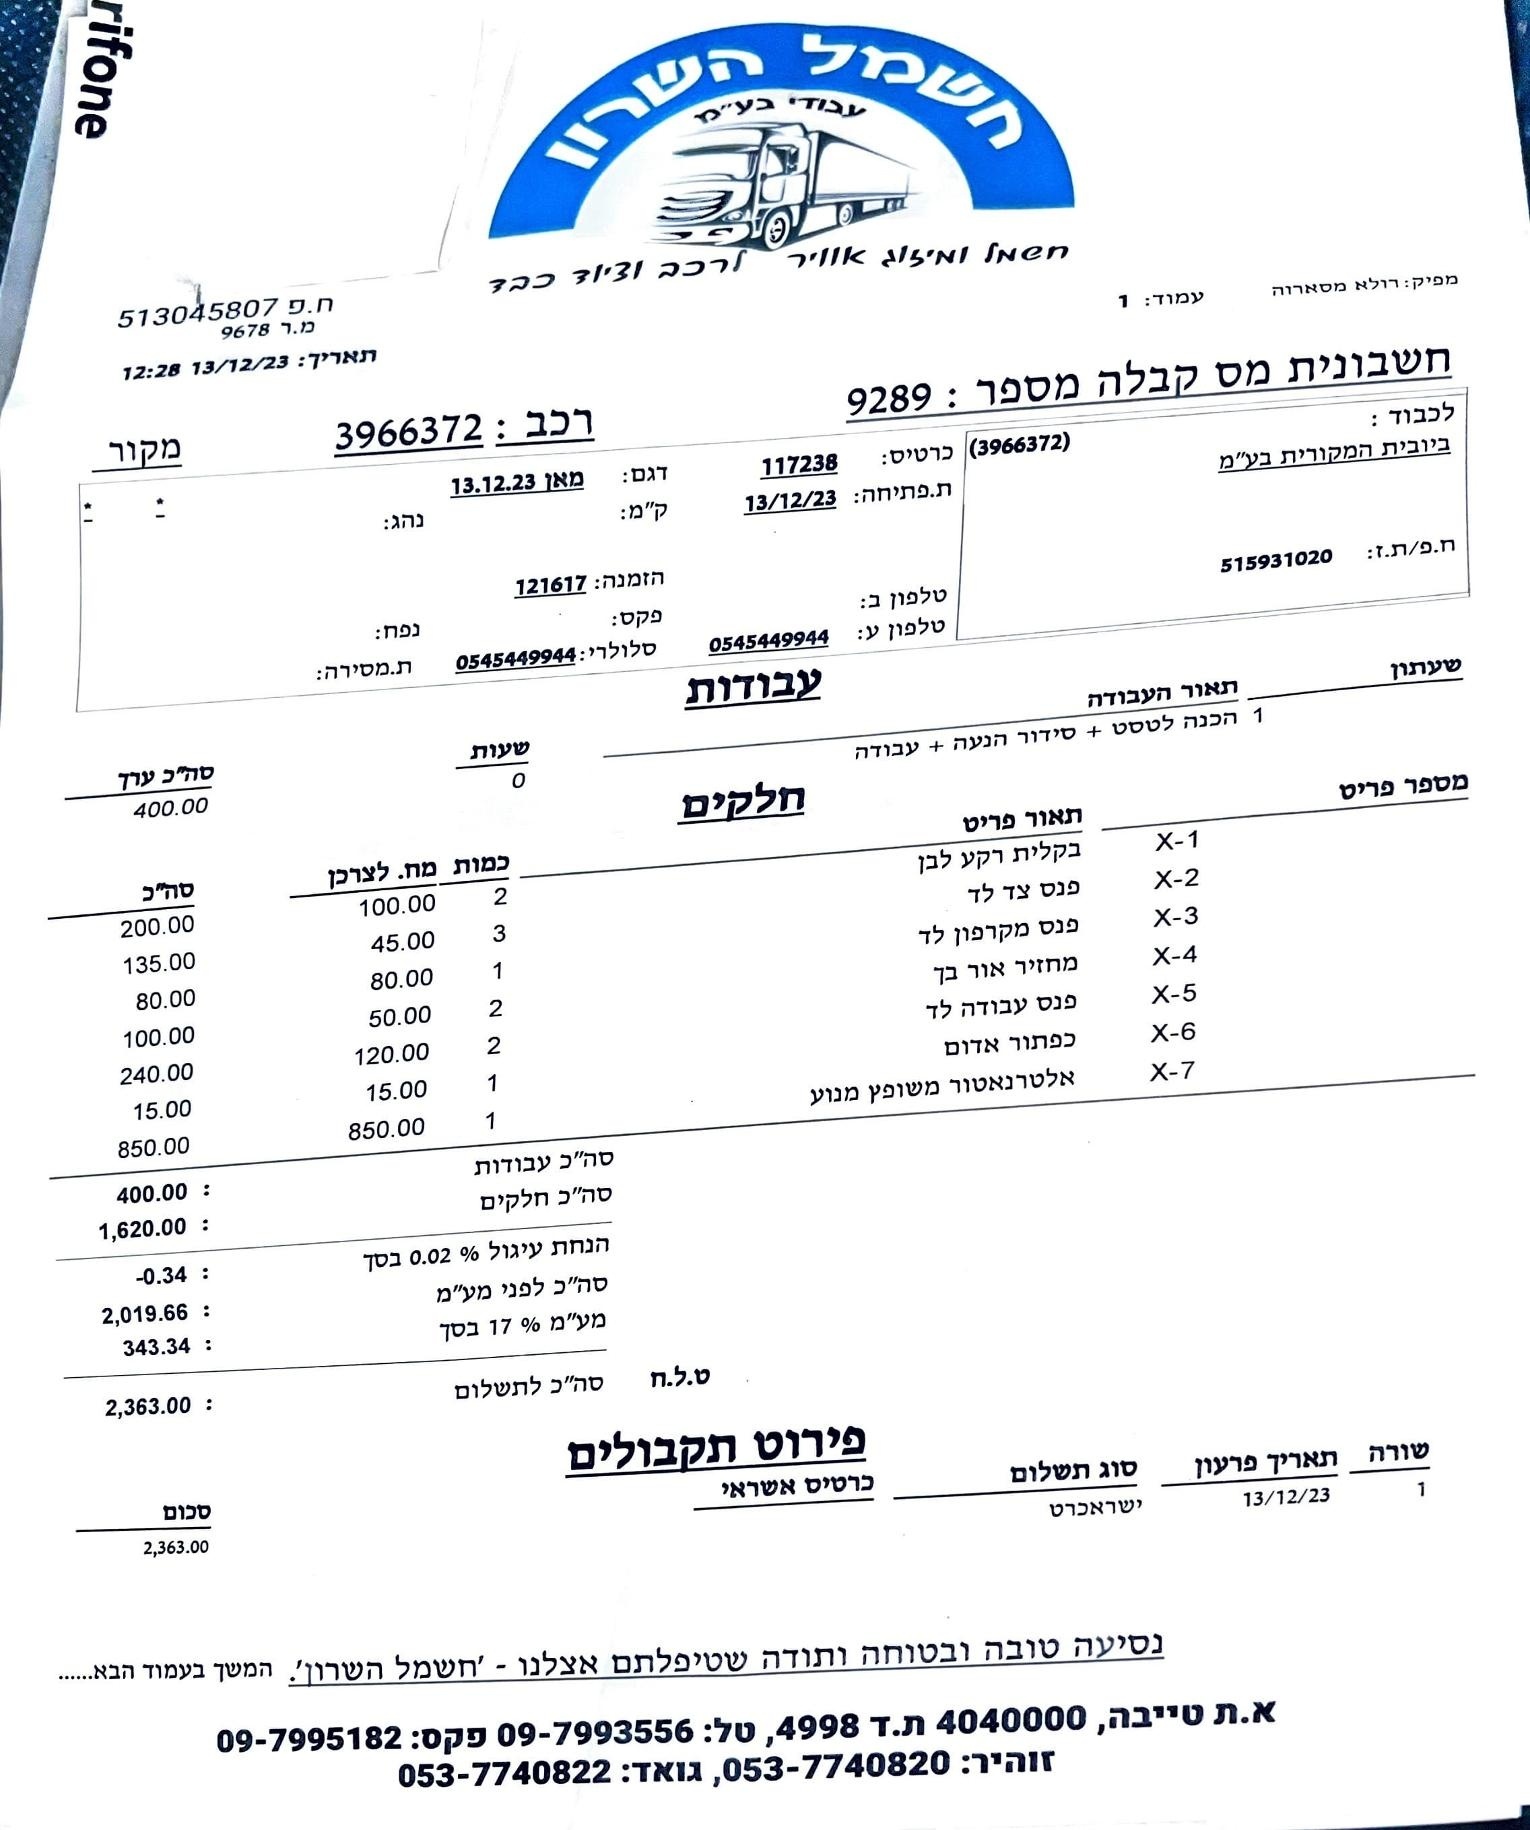 rifone
חשמל השרון
עבודי בע"מ
חשמל ומיזוג אוויר לרכב וציוד כבד
ח.פ 513045807
מ.ר 9678
תאריך: 13/12/23 12:28
מפיק: רולא מסארוה עמוד: 1
חשבונית מס קבלה מספר : 9289 רכב : 3966372 מקור
לכבוד :
ביובית המקורית בע"מ (3966372)
ח.פ/ת.ז: 515931020
כרטיס: 117238 דגם: מאן 13.12.23 * *
ת.פתיחה: 13/12/23 ק"מ: נהג:
הזמנה: 121617
טלפון ב: פקס: נפח:
טלפון ע: 0545449944 סלולרי: 0545449944 ת.מסירה:
עבודות
שעתון תאור העבודה שעות סה"כ ערך
1 הכנה לטסט + סידור הנעה + עבודה 0 400.00
חלקים
מספר פריט תאור פריט כמות מח. לצרכן סה"כ
X-1 בקלית רקע לבן 2 100.00 200.00
X-2 פנס צד לד 3 45.00 135.00
X-3 פנס מקרפון לד 1 80.00 80.00
X-4 מחזיר אור בך 2 50.00 100.00
X-5 פנס עבודה לד 2 120.00 240.00
X-6 כפתור אדום 1 15.00 15.00
X-7 אלטרנאטור משופץ מנוע 1 850.00 850.00
סה"כ עבודות : 400.00
סה"כ חלקים : 1,620.00
הנחת עיגול % 0.02 בסך : -0.34
סה"כ לפני מע"מ : 2,019.66
מע"מ % 17 בסך : 343.34
ט.ל.ח סה"כ לתשלום : 2,363.00
פירוט תקבולים
שורה תאריך פרעון סוג תשלום כרטיס אשראי סכום
1 13/12/23 ישראכרט 2,363.00
נסיעה טובה ובטוחה ותודה שטיפלתם אצלנו - 'חשמל השרון'. המשך בעמוד הבא......
א.ת טייבה, 4040000 ת.ד 4998, טל: 09-7993556 פקס: 09-7995182
זוהיר: 053-7740820, גואד: 053-7740822